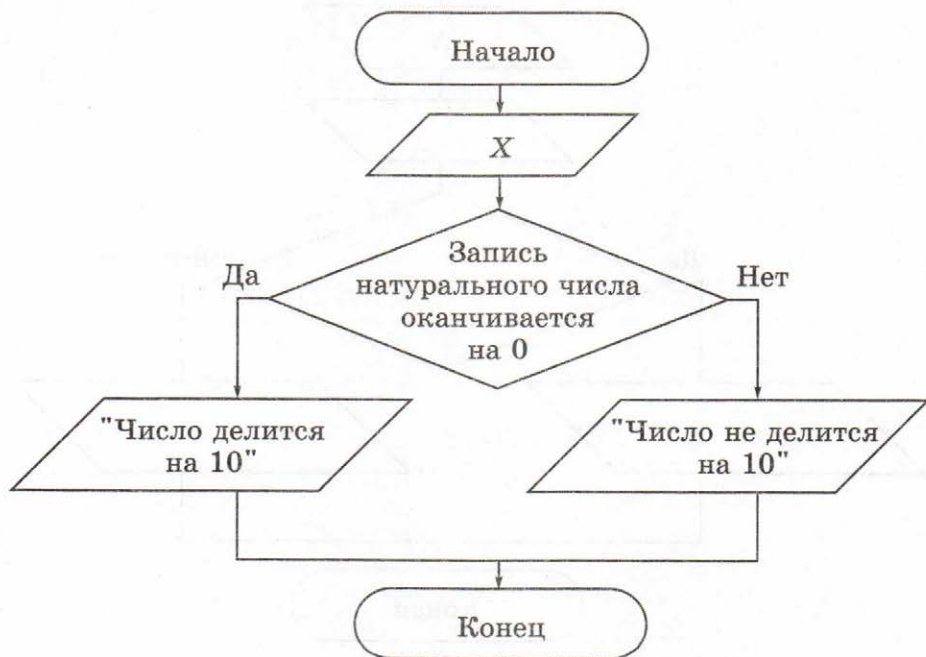 Начало
X
Запись
натурального числа
оканчивается
на 0
Да
Нет
"Число делится
на 10"
"Число не делится
на 10"
Конец